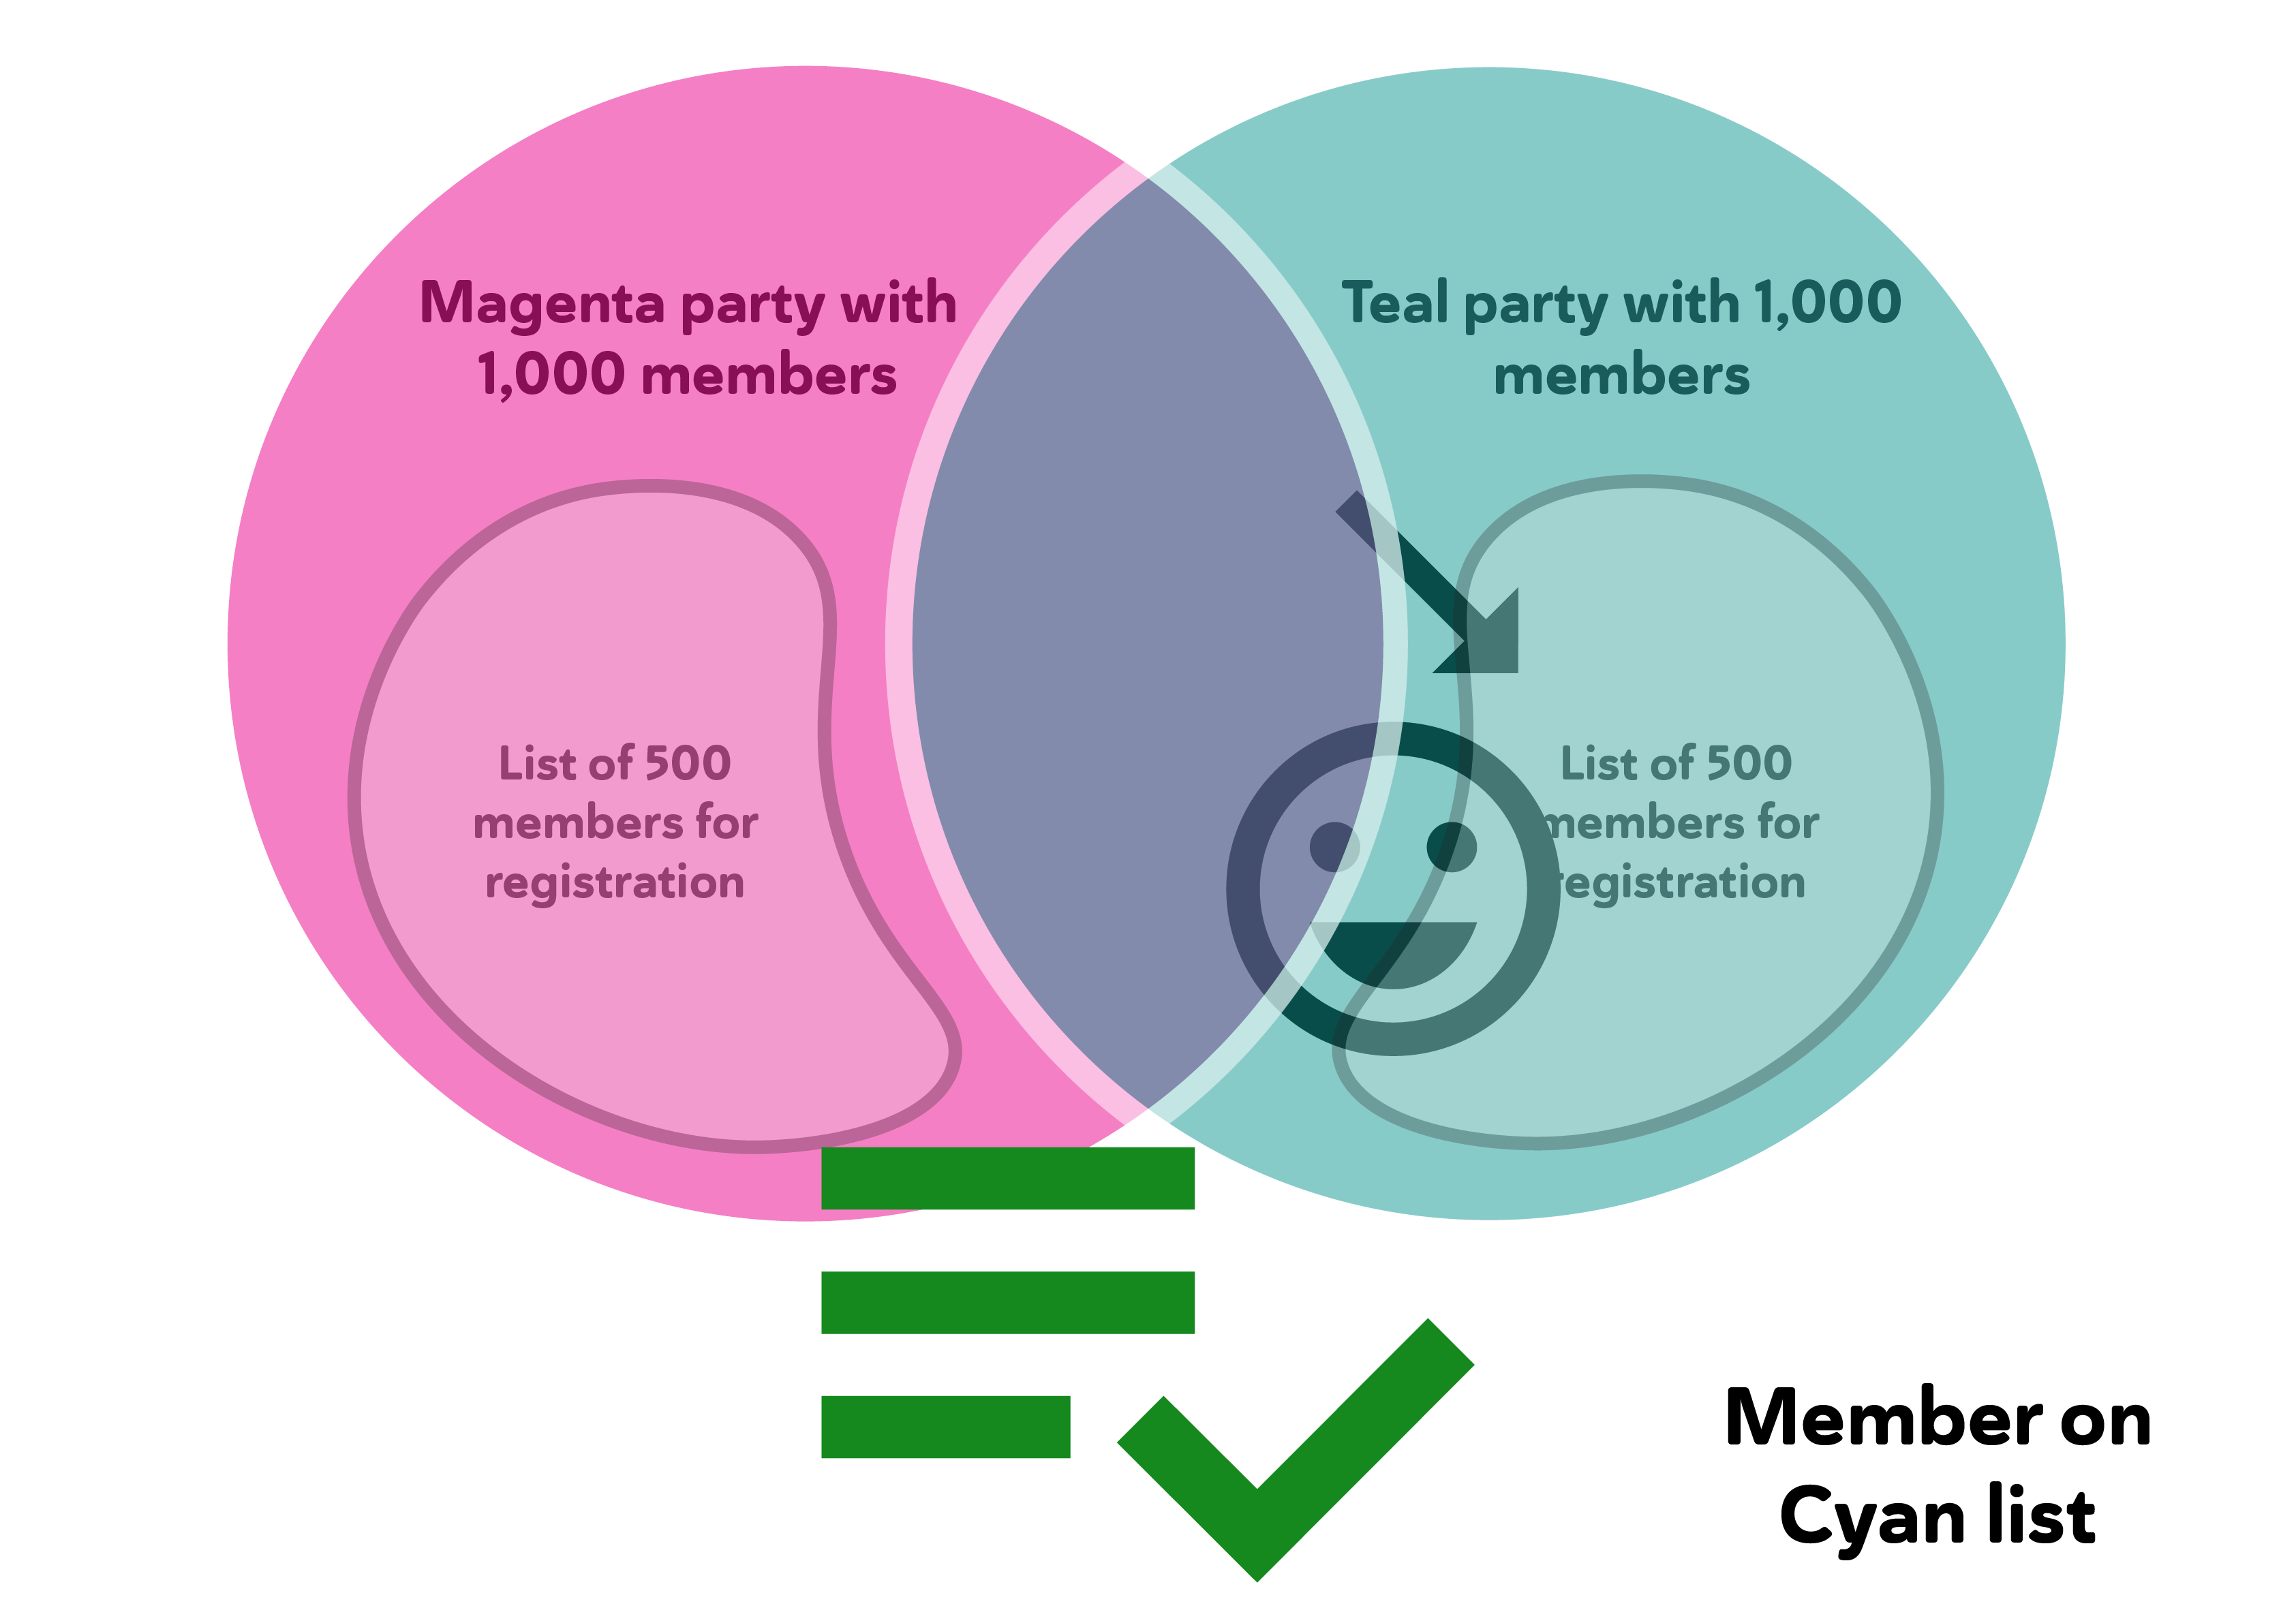 Magenta party with
1,000 members
Teal party with 1,000
members
List of 500
members for
registration
List of 500
members for
registration
Member on
Cyan list